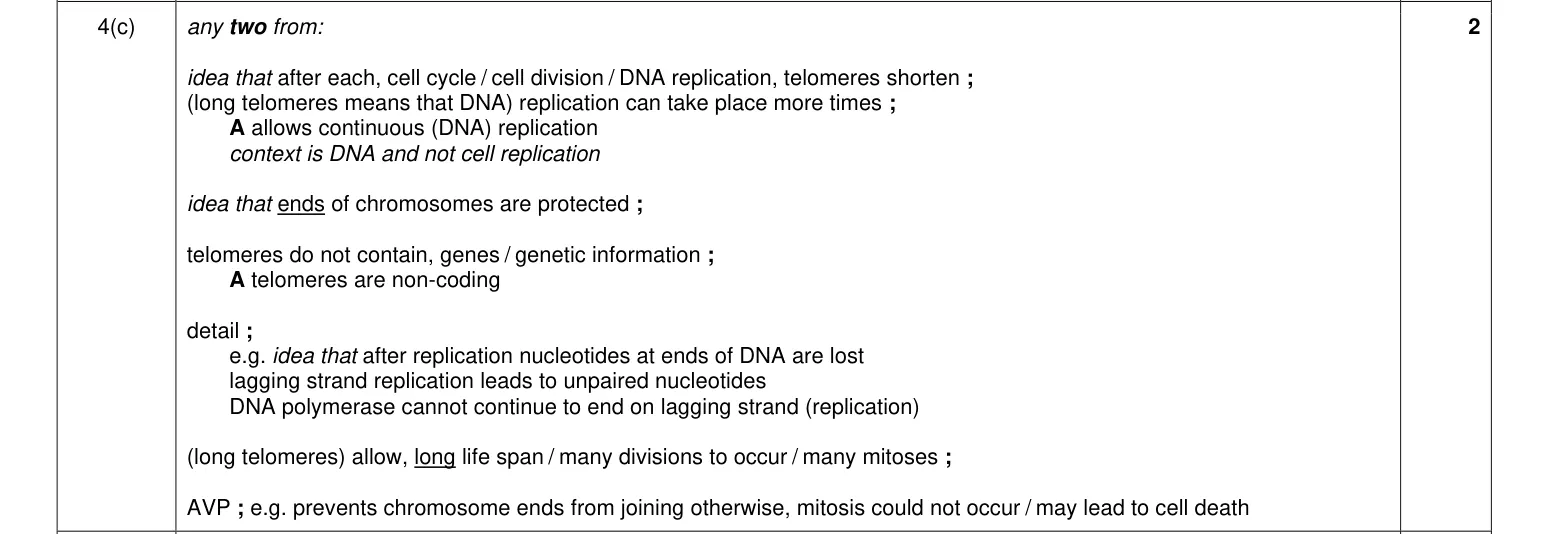 4(c)
any two from:
2
idea that after each, cell cycle / cell division / DNA replication, telomeres shorten ;
(long telomeres means that DNA) replication can take place more times ;
A allows continuous (DNA) replication
context is DNA and not cell replication
idea that ends of chromosomes are protected ;
telomeres do not contain, genes / genetic information ;
A telomeres are non-coding
detail ;
e.g. idea that after replication nucleotides at ends of DNA are lost
lagging strand replication leads to unpaired nucleotides
DNA polymerase cannot continue to end on lagging strand (replication)
(long telomeres) allow, long life span / many divisions to occur / many mitoses ;
AVP ; e.g. prevents chromosome ends from joining otherwise, mitosis could not occur / may lead to cell death